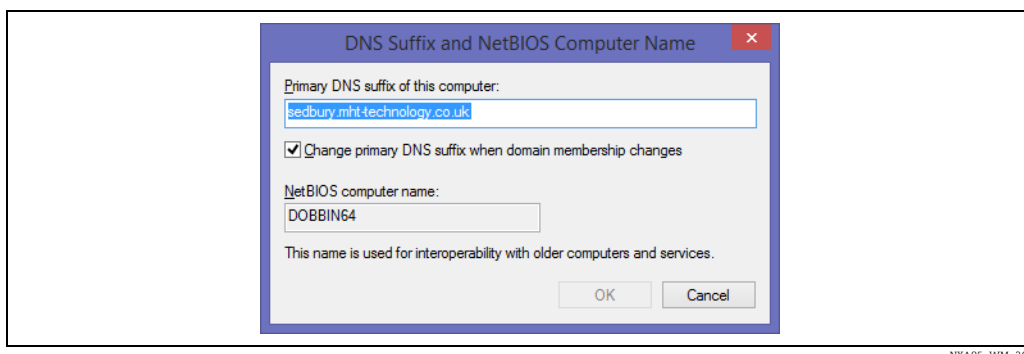 DNS Suffix and NetBIOS Computer Name
Primary DNS suffix of this computer:
sedbury.mht-technology.co.uk
Change primary DNS suffix when domain membership changes
NetBIOS computer name:
DOBBIN64
This name is used for interoperability with older computers and services.
OK Cancel